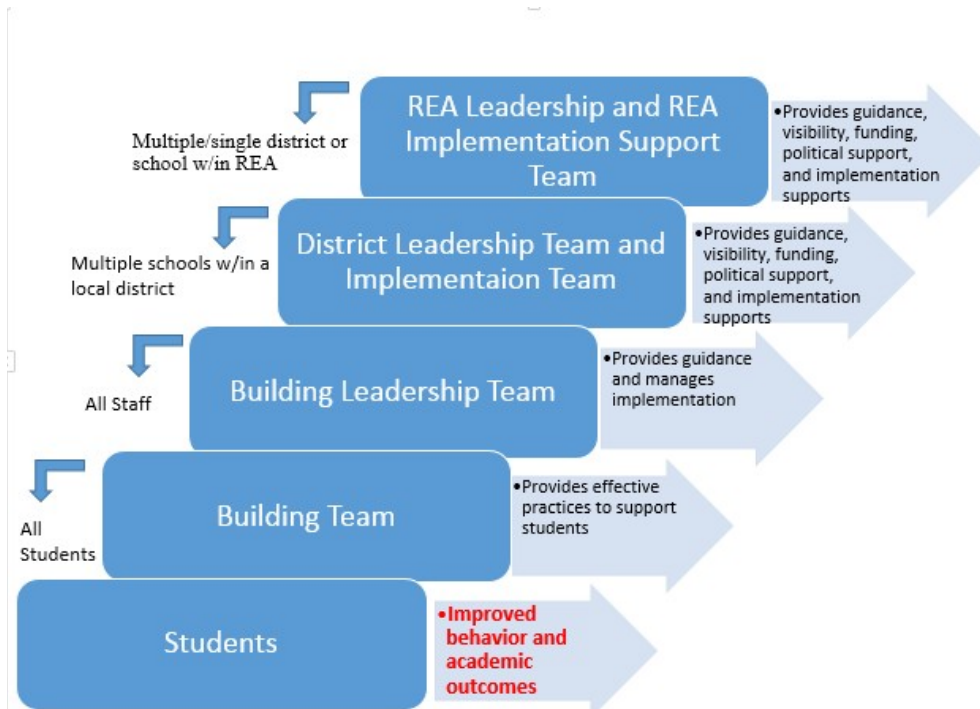 REA Leadership and REA
Implementation Support
Team
Multiple/single district or
school w/in REA
•Provides guidance,
visibility, funding,
political support,
and implementation
supports
District Leadership Team and
Implementaion Team
Multiple schools w/in a
local district
•Provides guidance,
visibility, funding,
political support,
and implementation
supports
Building Leadership Team
All Staff
•Provides guidance
and manages
implementation
Building Team
All
Students
•Provides effective
practices to support
students
Students
•Improved
behavior and
academic
outcomes